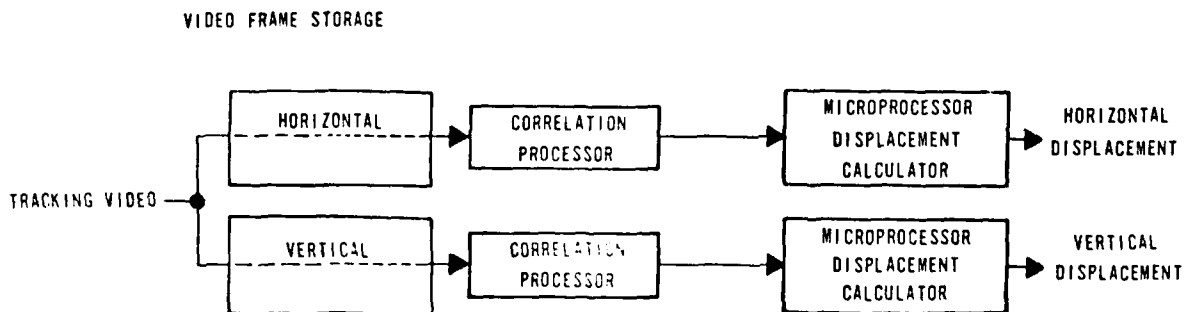 VIDEO FRAME STORAGE
HORIZONTAL
CORRELATION
PROCESSOR
MICROPROCESSOR
DISPLACEMENT
CALCULATOR
HORIZONTAL
DISPLACEMENT
TRACKING VIDEO
VERTICAL
CORRELATION
PROCESSOR
MICROPROCESSOR
DISPLACEMENT
CALCULATOR
VERTICAL
DISPLACEMENT